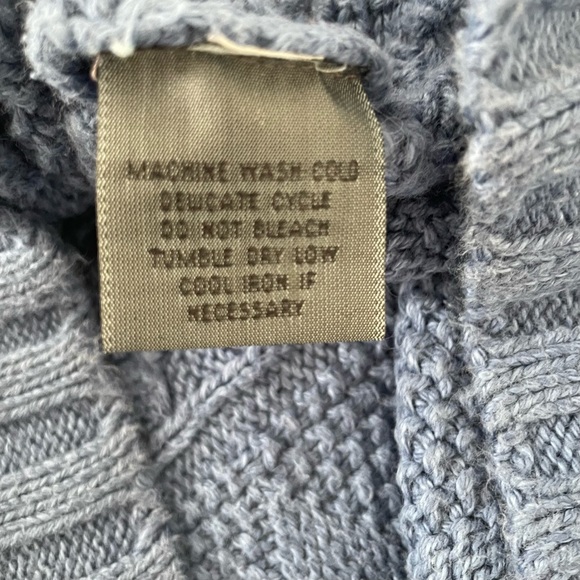 MACHINE WASH COLD
DELICATE CYCLE
DO NOT BLEACH
TUMBLE DRY LOW
COOL IRON IF
NECESSARY